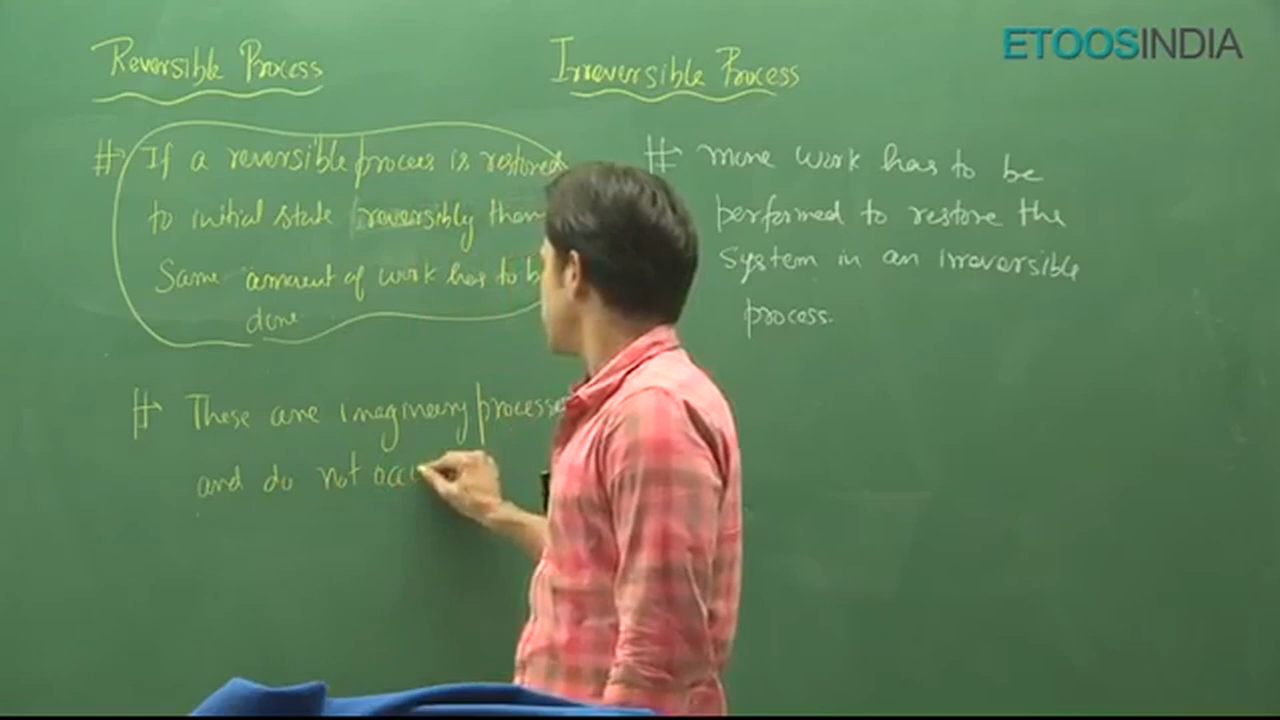 ETOOSINDIA
Reversible Process
# If a reversible process is restored
to initial state reversibly then
Same amount of work has to b
done
# These are imaginary processe
and do not occu
Irreversible Process
# more work has to be
performed to restore the
System in an irreversible
process.